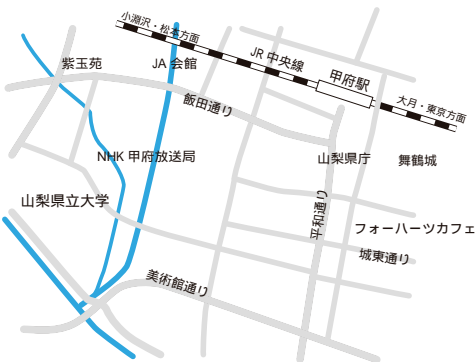 小淵沢・松本方面
紫玉苑
JA 会館
JR 中央線
甲府駅
飯田通り
大月・東京方面
NHK 甲府放送局
山梨県庁
舞鶴城
山梨県立大学
平和通り
フォーハーツカフェ
城東通り
美術館通り